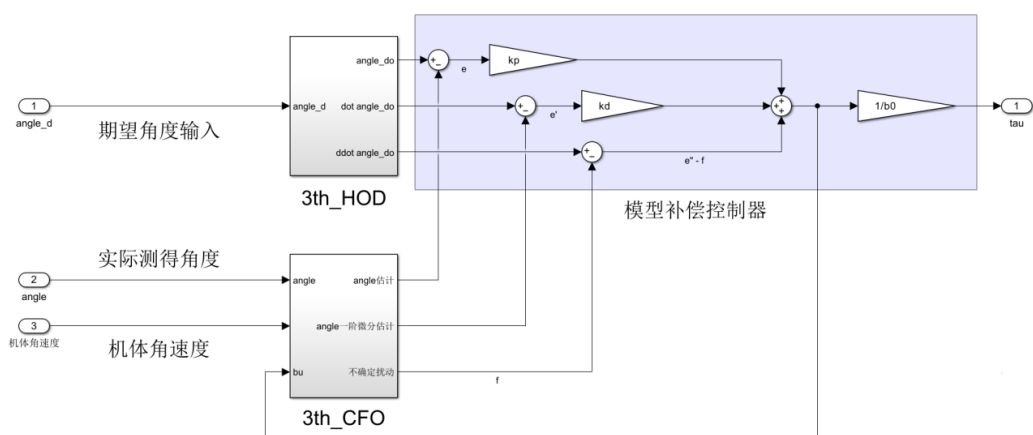 angle_do
e
kp
1
angle_d
期望角度输入
angle_d
dot angle_do
e'
kd
1/b0
1
tau
ddot angle_do
e" - f
3th_HOD
模型补偿控制器
实际测得角度
2
angle
angle
angle估计
3
机体角速度
机体角速度
angle一阶微分估计
bu
不确定扰动
f
3th_CFO